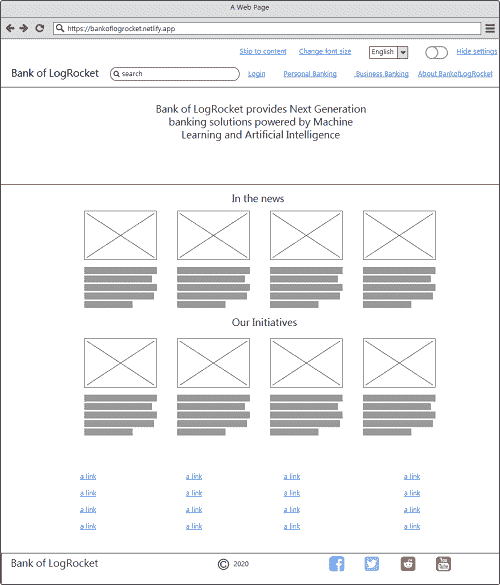 A Web Page
https://bankoflogrocket.netlify.app
Skip to content Change font size English Hide settings
Bank of LogRocket search Login Personal Banking Business Banking About BankofLogRocket
Bank of LogRocket provides Next Generation
banking solutions powered by Machine
Learning and Artificial Intelligence
In the news
Our Initiatives
a link a link a link a link
a link a link a link a link
a link a link a link a link
a link a link a link a link
Bank of LogRocket © 2020 You Tube